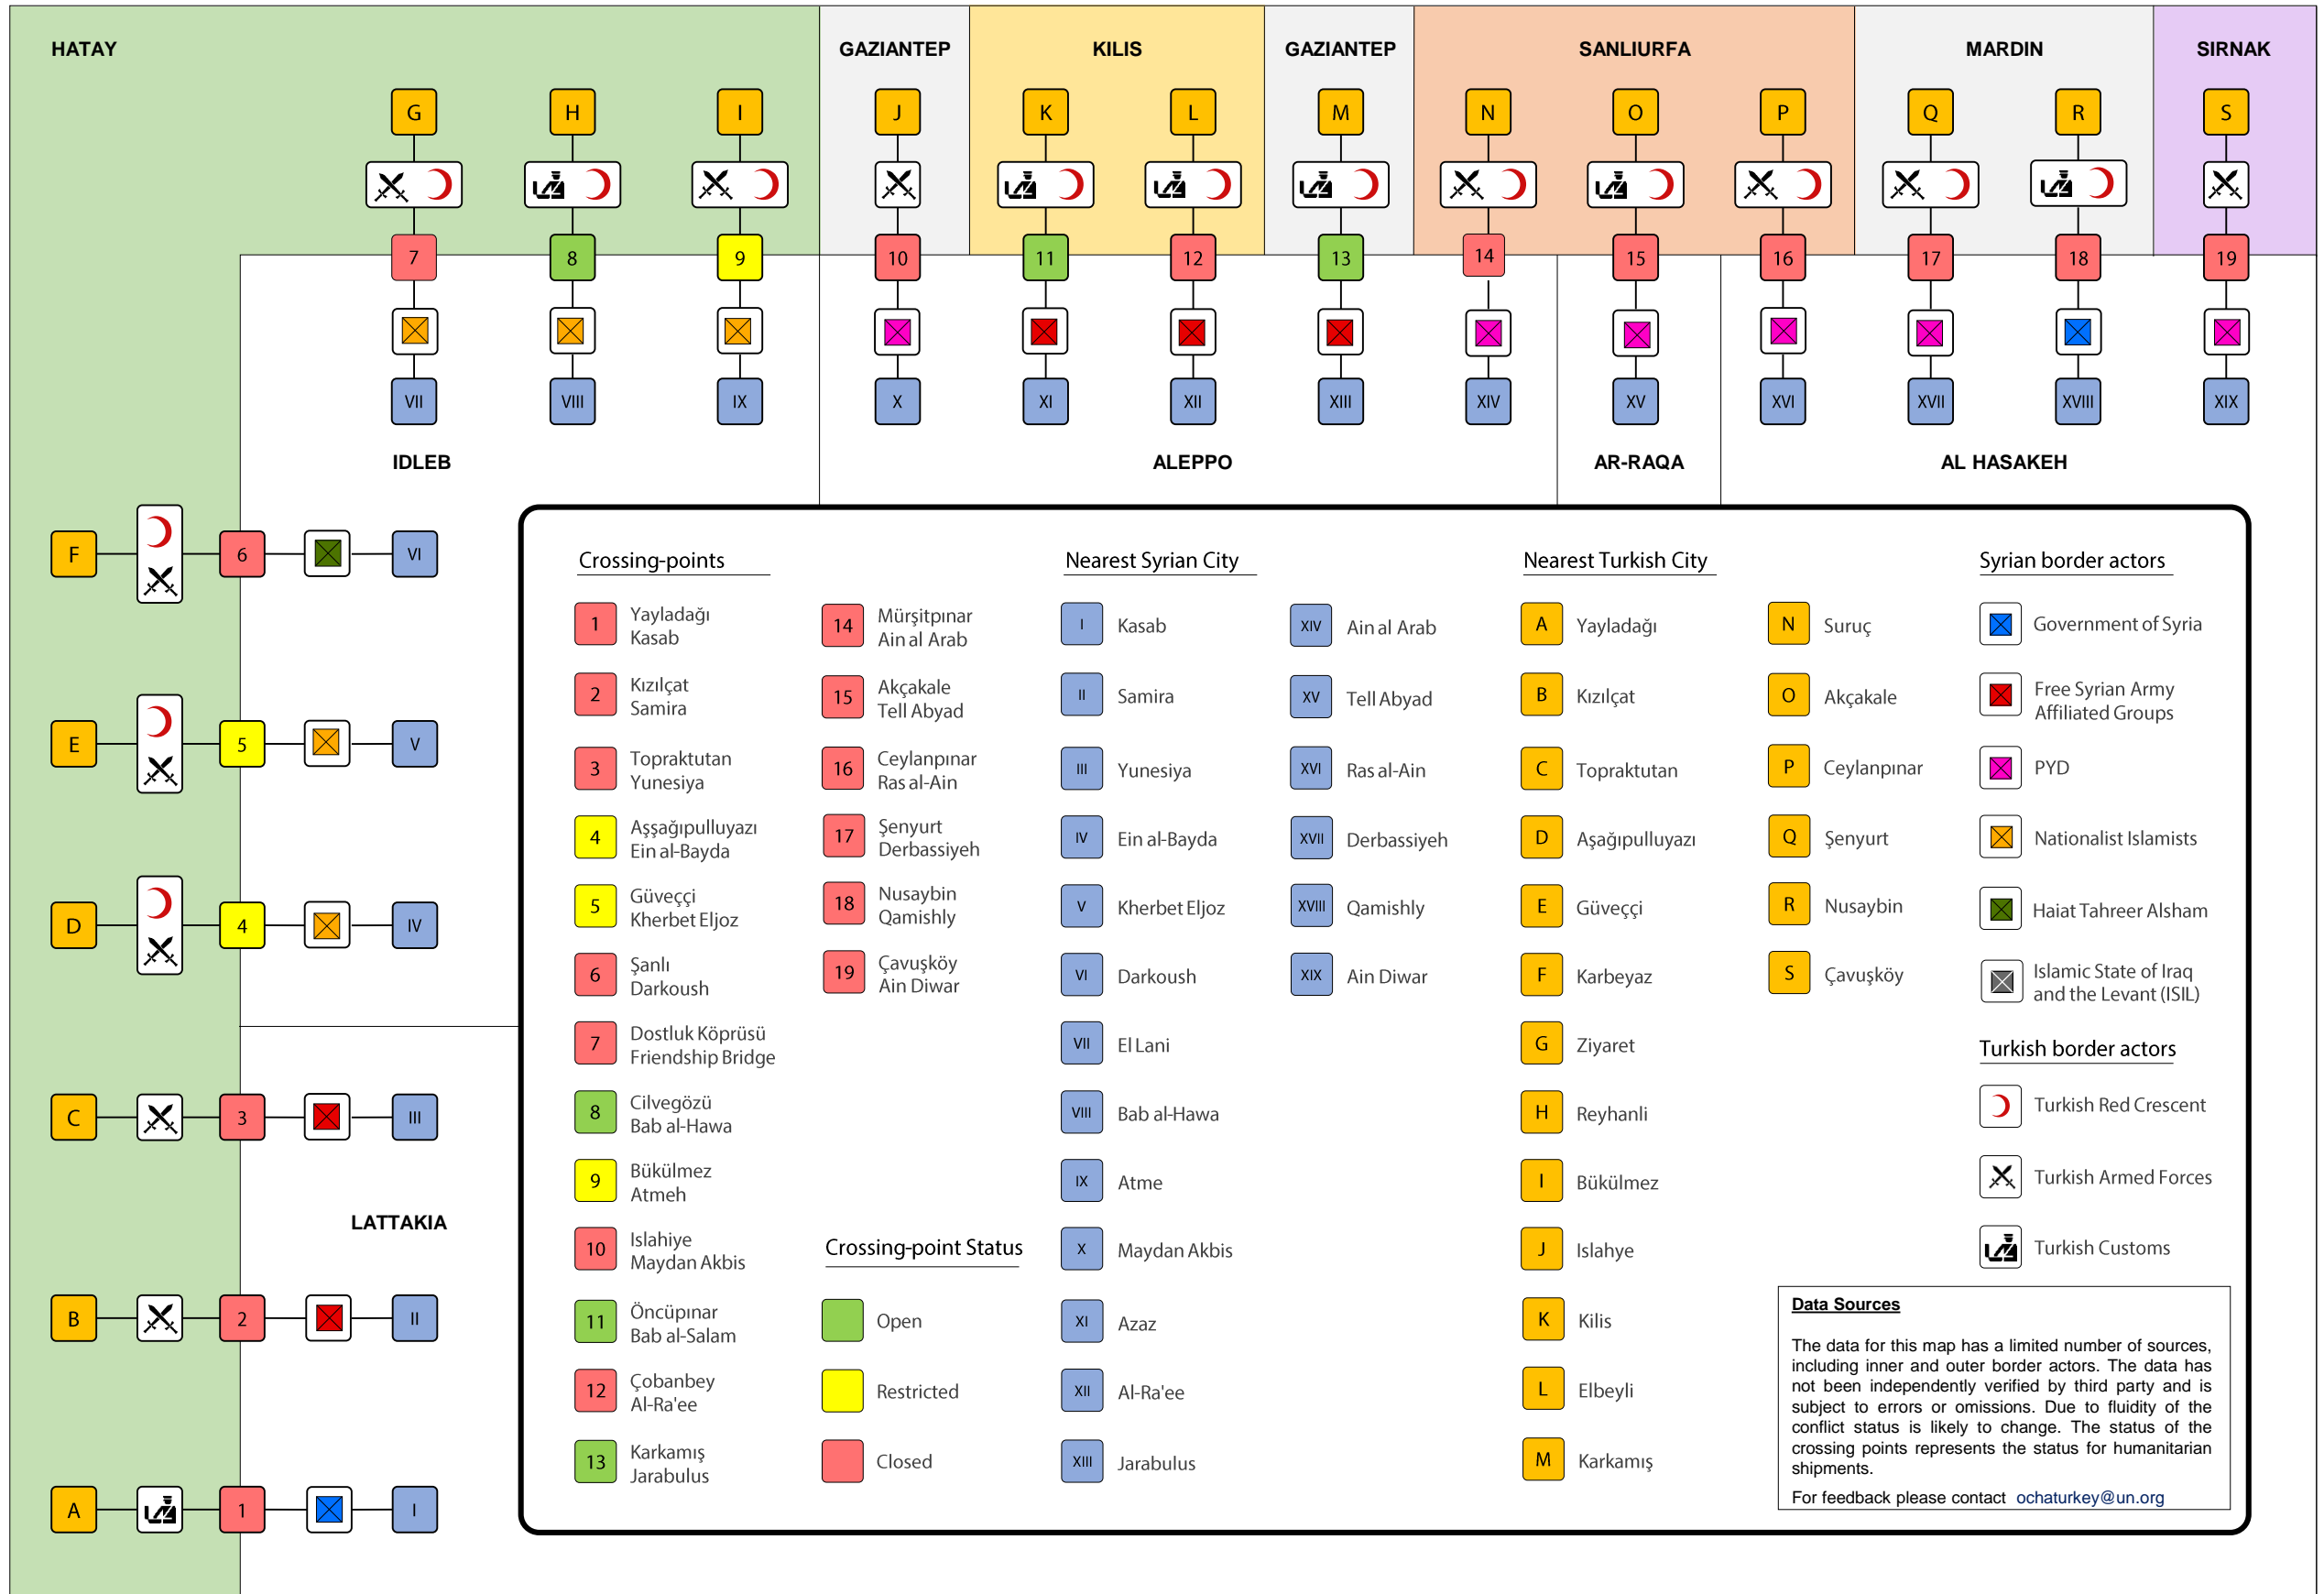 HATAY
GAZIANTEP
KILIS
GAZIANTEP
SANLIURFA
MARDIN
SIRNAK
G
H
I
J
K
L
M
N
O
P
Q
R
S
7
8
9
10
11
12
13
14
15
16
17
18
19
VII
VIII
IX
X
XI
XII
XIII
XIV
XV
XVI
XVII
XVIII
XIX
IDLEB
ALEPPO
AR-RAQA
AL HASAKEH
F
6
VI
E
5
V
D
4
IV
C
3
III
LATTAKIA
B
2
II
A
1
I
Crossing-points
1
Yayladağı
Kasab
2
Kızılçat
Samira
3
Topraktutan
Yunesiya
4
Aşşağıpulluyazı
Ein al-Bayda
5
Güveççi
Kherbet Eljoz
6
Şanlı
Darkoush
7
Dostluk Köprüsü
Friendship Bridge
8
Cilvegözü
Bab al-Hawa
9
Bükülmez
Atmeh
10
Islahiye
Maydan Akbis
11
Öncüpınar
Bab al-Salam
12
Çobanbey
Al-Ra'ee
13
Karkamış
Jarabulus
14
Mürşitpınar
Ain al Arab
15
Akçakale
Tell Abyad
16
Ceylanpınar
Ras al-Ain
17
Şenyurt
Derbassiyeh
18
Nusaybin
Qamishly
19
Çavuşköy
Ain Diwar
Crossing-point Status
Open
Restricted
Closed
Nearest Syrian City
I Kasab
II Samira
III Yunesiya
IV Ein al-Bayda
V Kherbet Eljoz
VI Darkoush
VII El Lani
VIII Bab al-Hawa
IX Atme
X Maydan Akbis
XI Azaz
XII Al-Ra'ee
XIII Jarabulus
XIV Ain al Arab
XV Tell Abyad
XVI Ras al-Ain
XVII Derbassiyeh
XVIII Qamishly
XIX Ain Diwar
Nearest Turkish City
A Yayladağı
B Kızılçat
C Topraktutan
D Aşağıpulluyazı
E Güveççi
F Karbeyaz
G Ziyaret
H Reyhanli
I Bükülmez
J Islahye
K Kilis
L Elbeyli
M Karkamış
N Suruç
O Akçakale
P Ceylanpınar
Q Şenyurt
R Nusaybin
S Çavuşköy
Syrian border actors
Government of Syria
Free Syrian Army
Affiliated Groups
PYD
Nationalist Islamists
Haiat Tahreer Alsham
Islamic State of Iraq
and the Levant (ISIL)
Turkish border actors
Turkish Red Crescent
Turkish Armed Forces
Turkish Customs
Data Sources
The data for this map has a limited number of sources,
including inner and outer border actors. The data has
not been independently verified by third party and is
subject to errors or omissions. Due to fluidity of the
conflict status is likely to change. The status of the
crossing points represents the status for humanitarian
shipments.
For feedback please contact ochaturkey@un.org